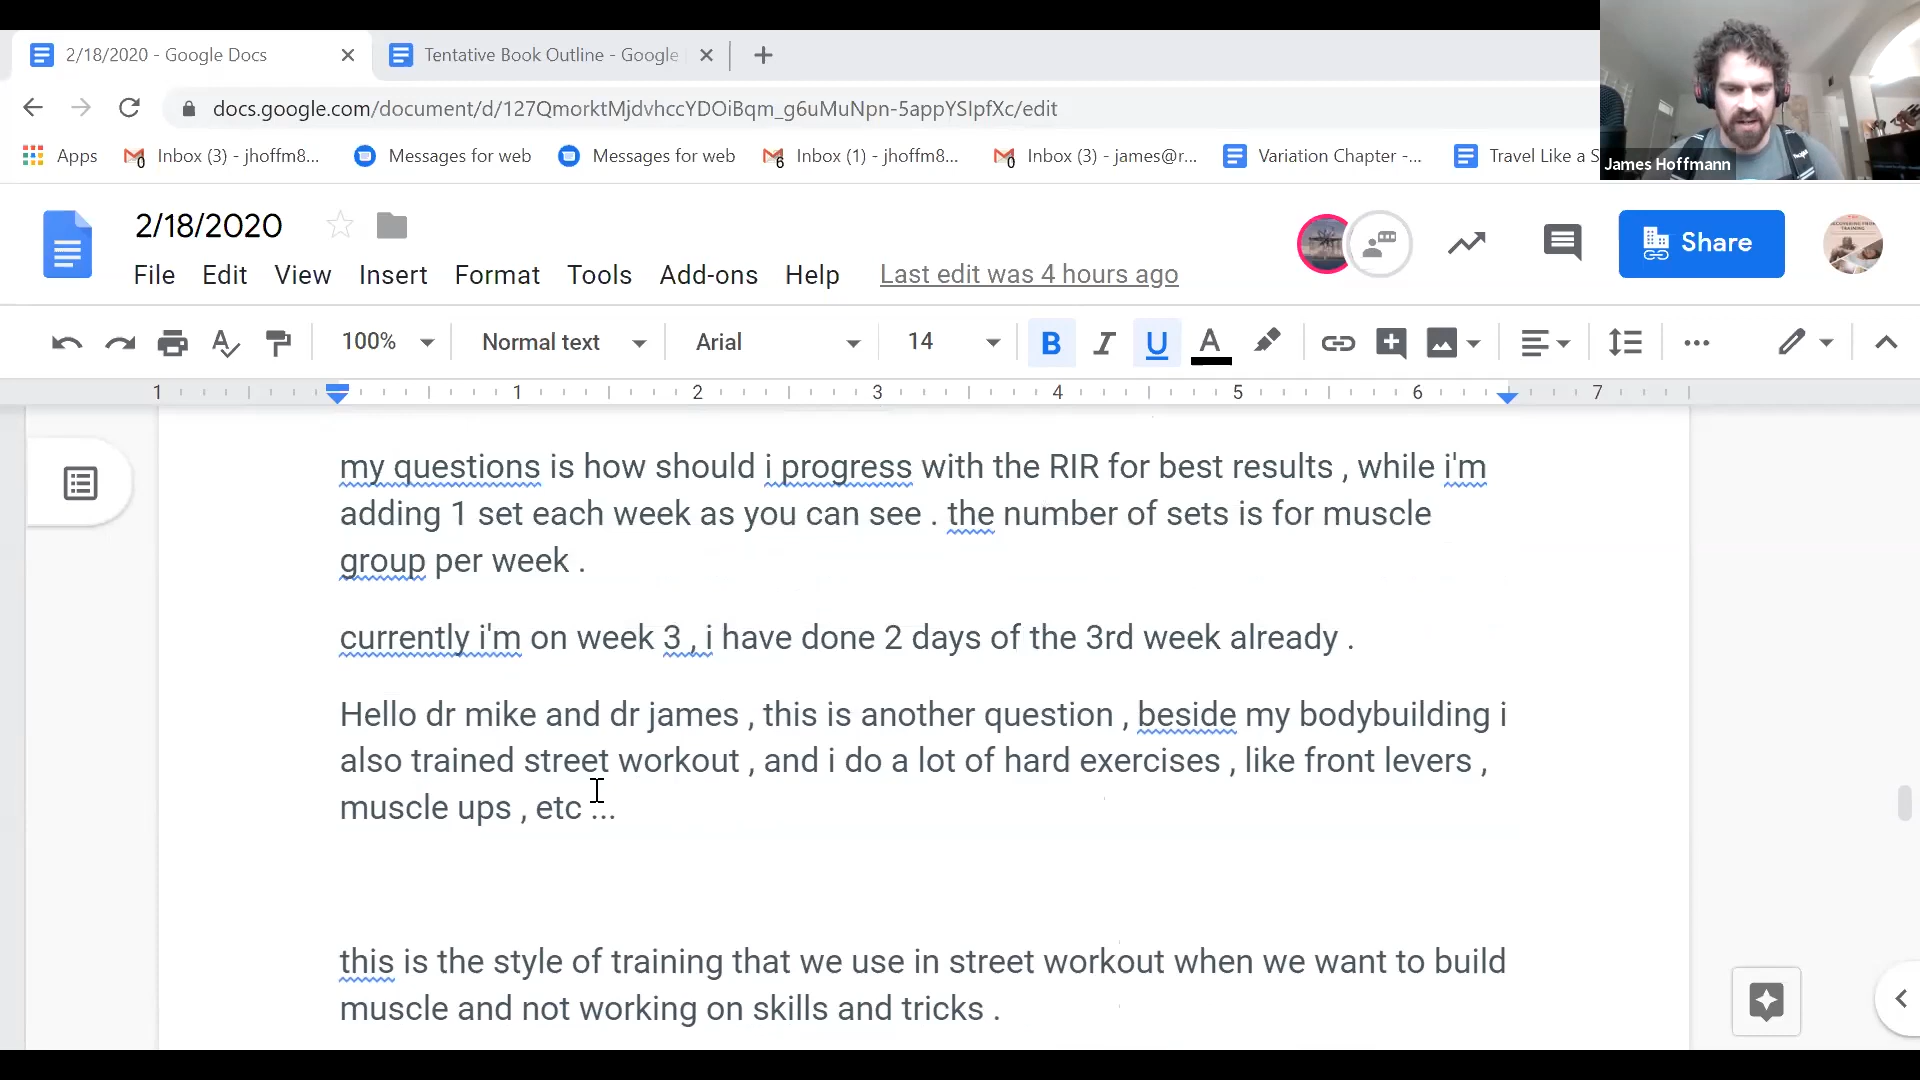 2/18/2020 - Google Docs
Tentative Book Outline - Google
docs.google.com/document/d/127QmorktMjdvhccYDOiBqm_g6uMuNpn-5appYSIpfXc/edit
Apps
Inbox (3) - jhoffm8...
Messages for web
Messages for web
Inbox (1) - jhoffm8...
Inbox (3) - james@r...
Variation Chapter -...
Travel Like a S
James Hoffmann
2/18/2020
Share
File Edit View Insert Format Tools Add-ons Help Last edit was 4 hours ago
100% Normal text Arial 14 B I U A
1 1 2 3 4 5 6 7
my questions is how should i progress with the RIR for best results , while i'm
adding 1 set each week as you can see . the number of sets is for muscle
group per week .
currently i'm on week 3 , i have done 2 days of the 3rd week already .
Hello dr mike and dr james , this is another question , beside my bodybuilding i
also trained street workout , and i do a lot of hard exercises , like front levers ,
muscle ups , etc ...
this is the style of training that we use in street workout when we want to build
muscle and not working on skills and tricks .